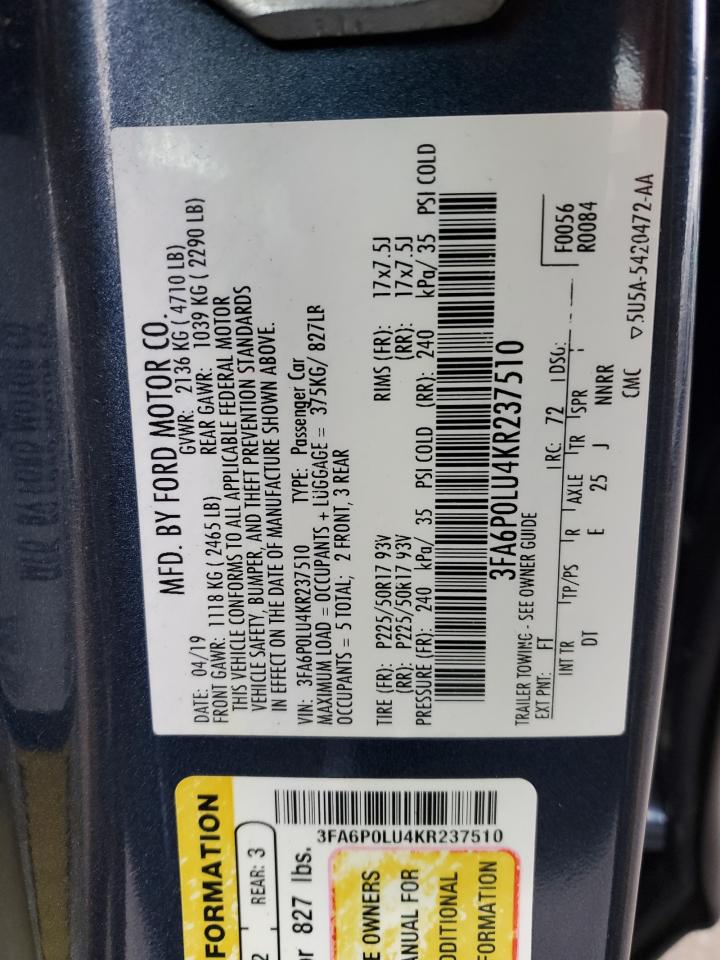 MFD. BY FORD MOTOR CO.
DATE: 04/19 GVWR: 2136 KG ( 4710 LB)
FRONT GAWR: 1118 KG ( 2465 LB) REAR GAWR: 1039 KG ( 2290 LB)
THIS VEHICLE CONFORMS TO ALL APPLICABLE FEDERAL MOTOR
VEHICLE SAFETY, BUMPER, AND THEFT PREVENTION STANDARDS
IN EFFECT ON THE DATE OF MANUFACTURE SHOWN ABOVE.
VIN: 3FA6P0LU4KR237510 TYPE: Passenger Car
MAXIMUM LOAD = OCCUPANTS + LUGGAGE = 375KG/ 827LB
OCCUPANTS = 5 TOTAL; 2 FRONT, 3 REAR
TIRE (FR): P225/50R17 93V RIMS (FR): 17x7.5J
(RR): P225/50R17 93V (RR): 17x7.5J
PRESSURE (FR): 240 kPa/ 35 PSI COLD (RR): 240 kPa/ 35 PSI COLD
3FA6P0LU4KR237510
TRAILER TOWING - SEE OWNER GUIDE
EXT PNT: FT RC: 72 DSG: F0056
R0084
INT TR TP/PS R AXLE TR SPR
DT E 25 J NNRR
CMC ▽5U5A-5420472-AA
FORMATION
2 REAR: 3
or 827 lbs.
3FA6P0LU4KR237510
E OWNERS
ANUAL FOR
DDITIONAL
FORMATION